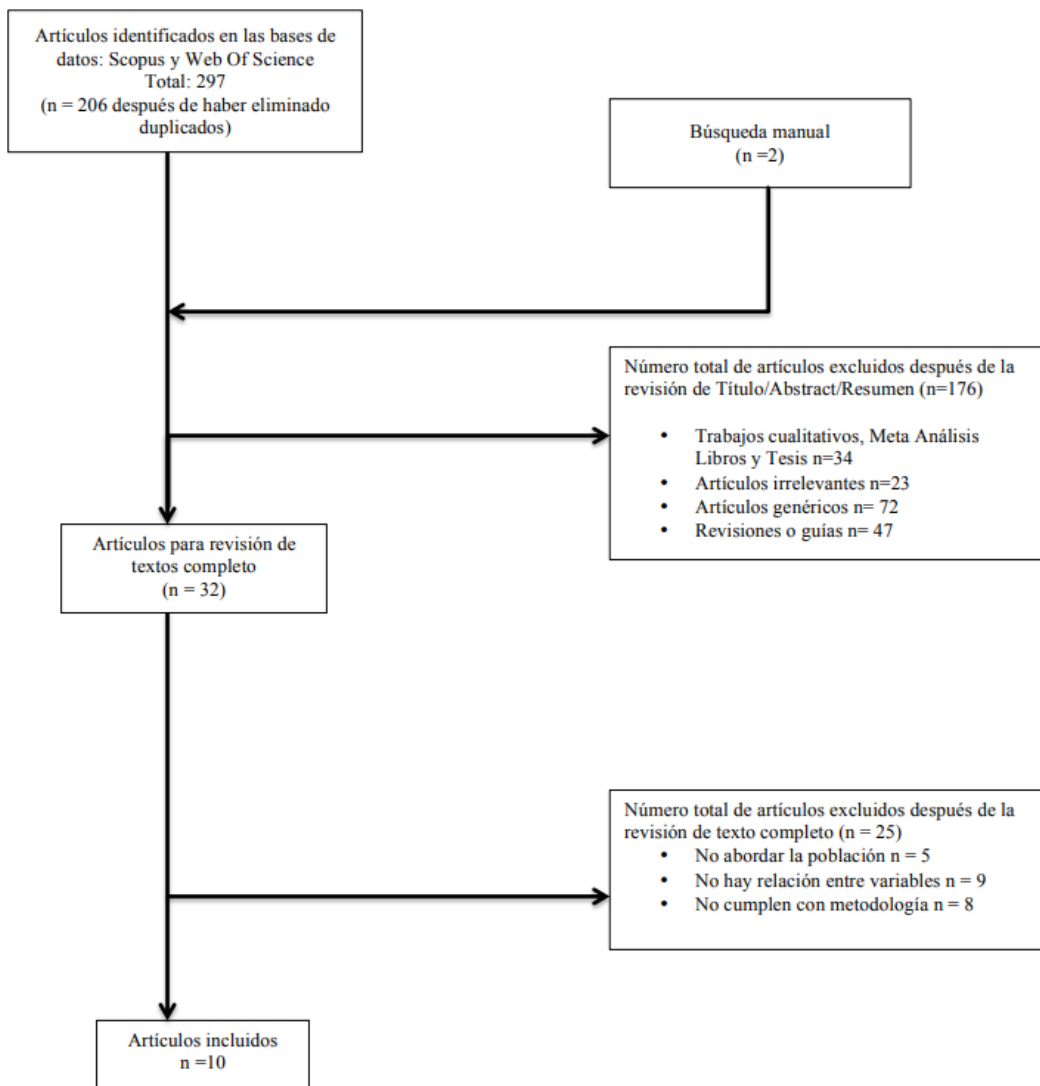 Artículos identificados en las bases de
datos: Scopus y Web Of Science
Total: 297
(n = 206 después de haber eliminado
duplicados)
Búsqueda manual
(n =2)
Número total de artículos excluidos después de la
revisión de Título/Abstract/Resumen (n=176)
• Trabajos cualitativos, Meta Análisis
Libros y Tesis n=34
• Artículos irrelevantes n=23
• Artículos genéricos n= 72
• Revisiones o guías n= 47
Artículos para revisión de
textos completo
(n = 32)
Número total de artículos excluidos después de la
revisión de texto completo (n = 25)
• No abordar la población n = 5
• No hay relación entre variables n = 9
• No cumplen con metodología n = 8
Artículos incluidos
n =10